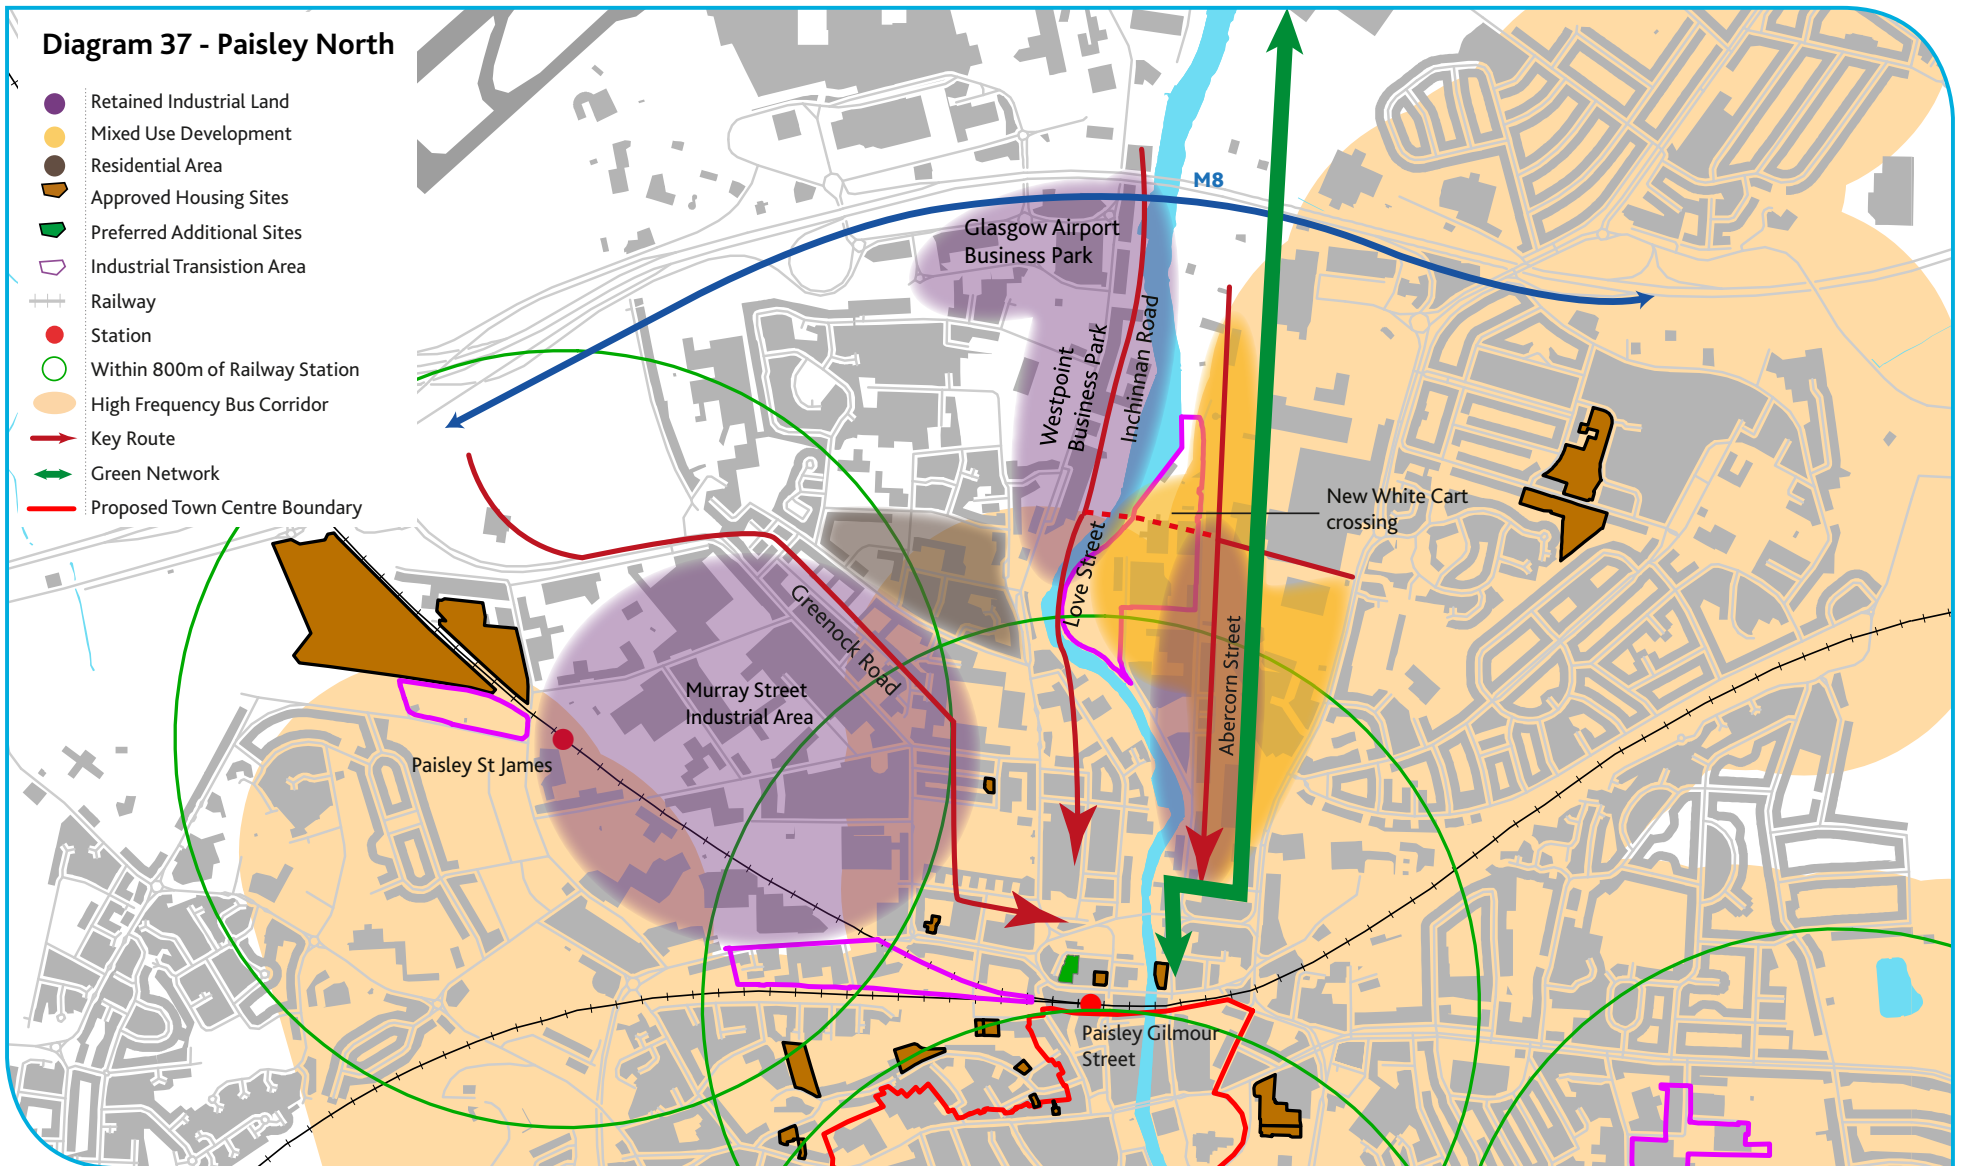 Diagram 37 - Paisley North
Retained Industrial Land
Mixed Use Development
Residential Area
Approved Housing Sites
Preferred Additional Sites
Industrial Transistion Area
Railway
Station
Within 800m of Railway Station
High Frequency Bus Corridor
Key Route
Green Network
Proposed Town Centre Boundary
M8
Glasgow Airport
Business Park
Westpoint
Business Park
Inchinnan Road
New White Cart
crossing
Love Street
Greenock Road
Abercorn Street
Murray Street
Industrial Area
Paisley St James
Paisley Gilmour
Street